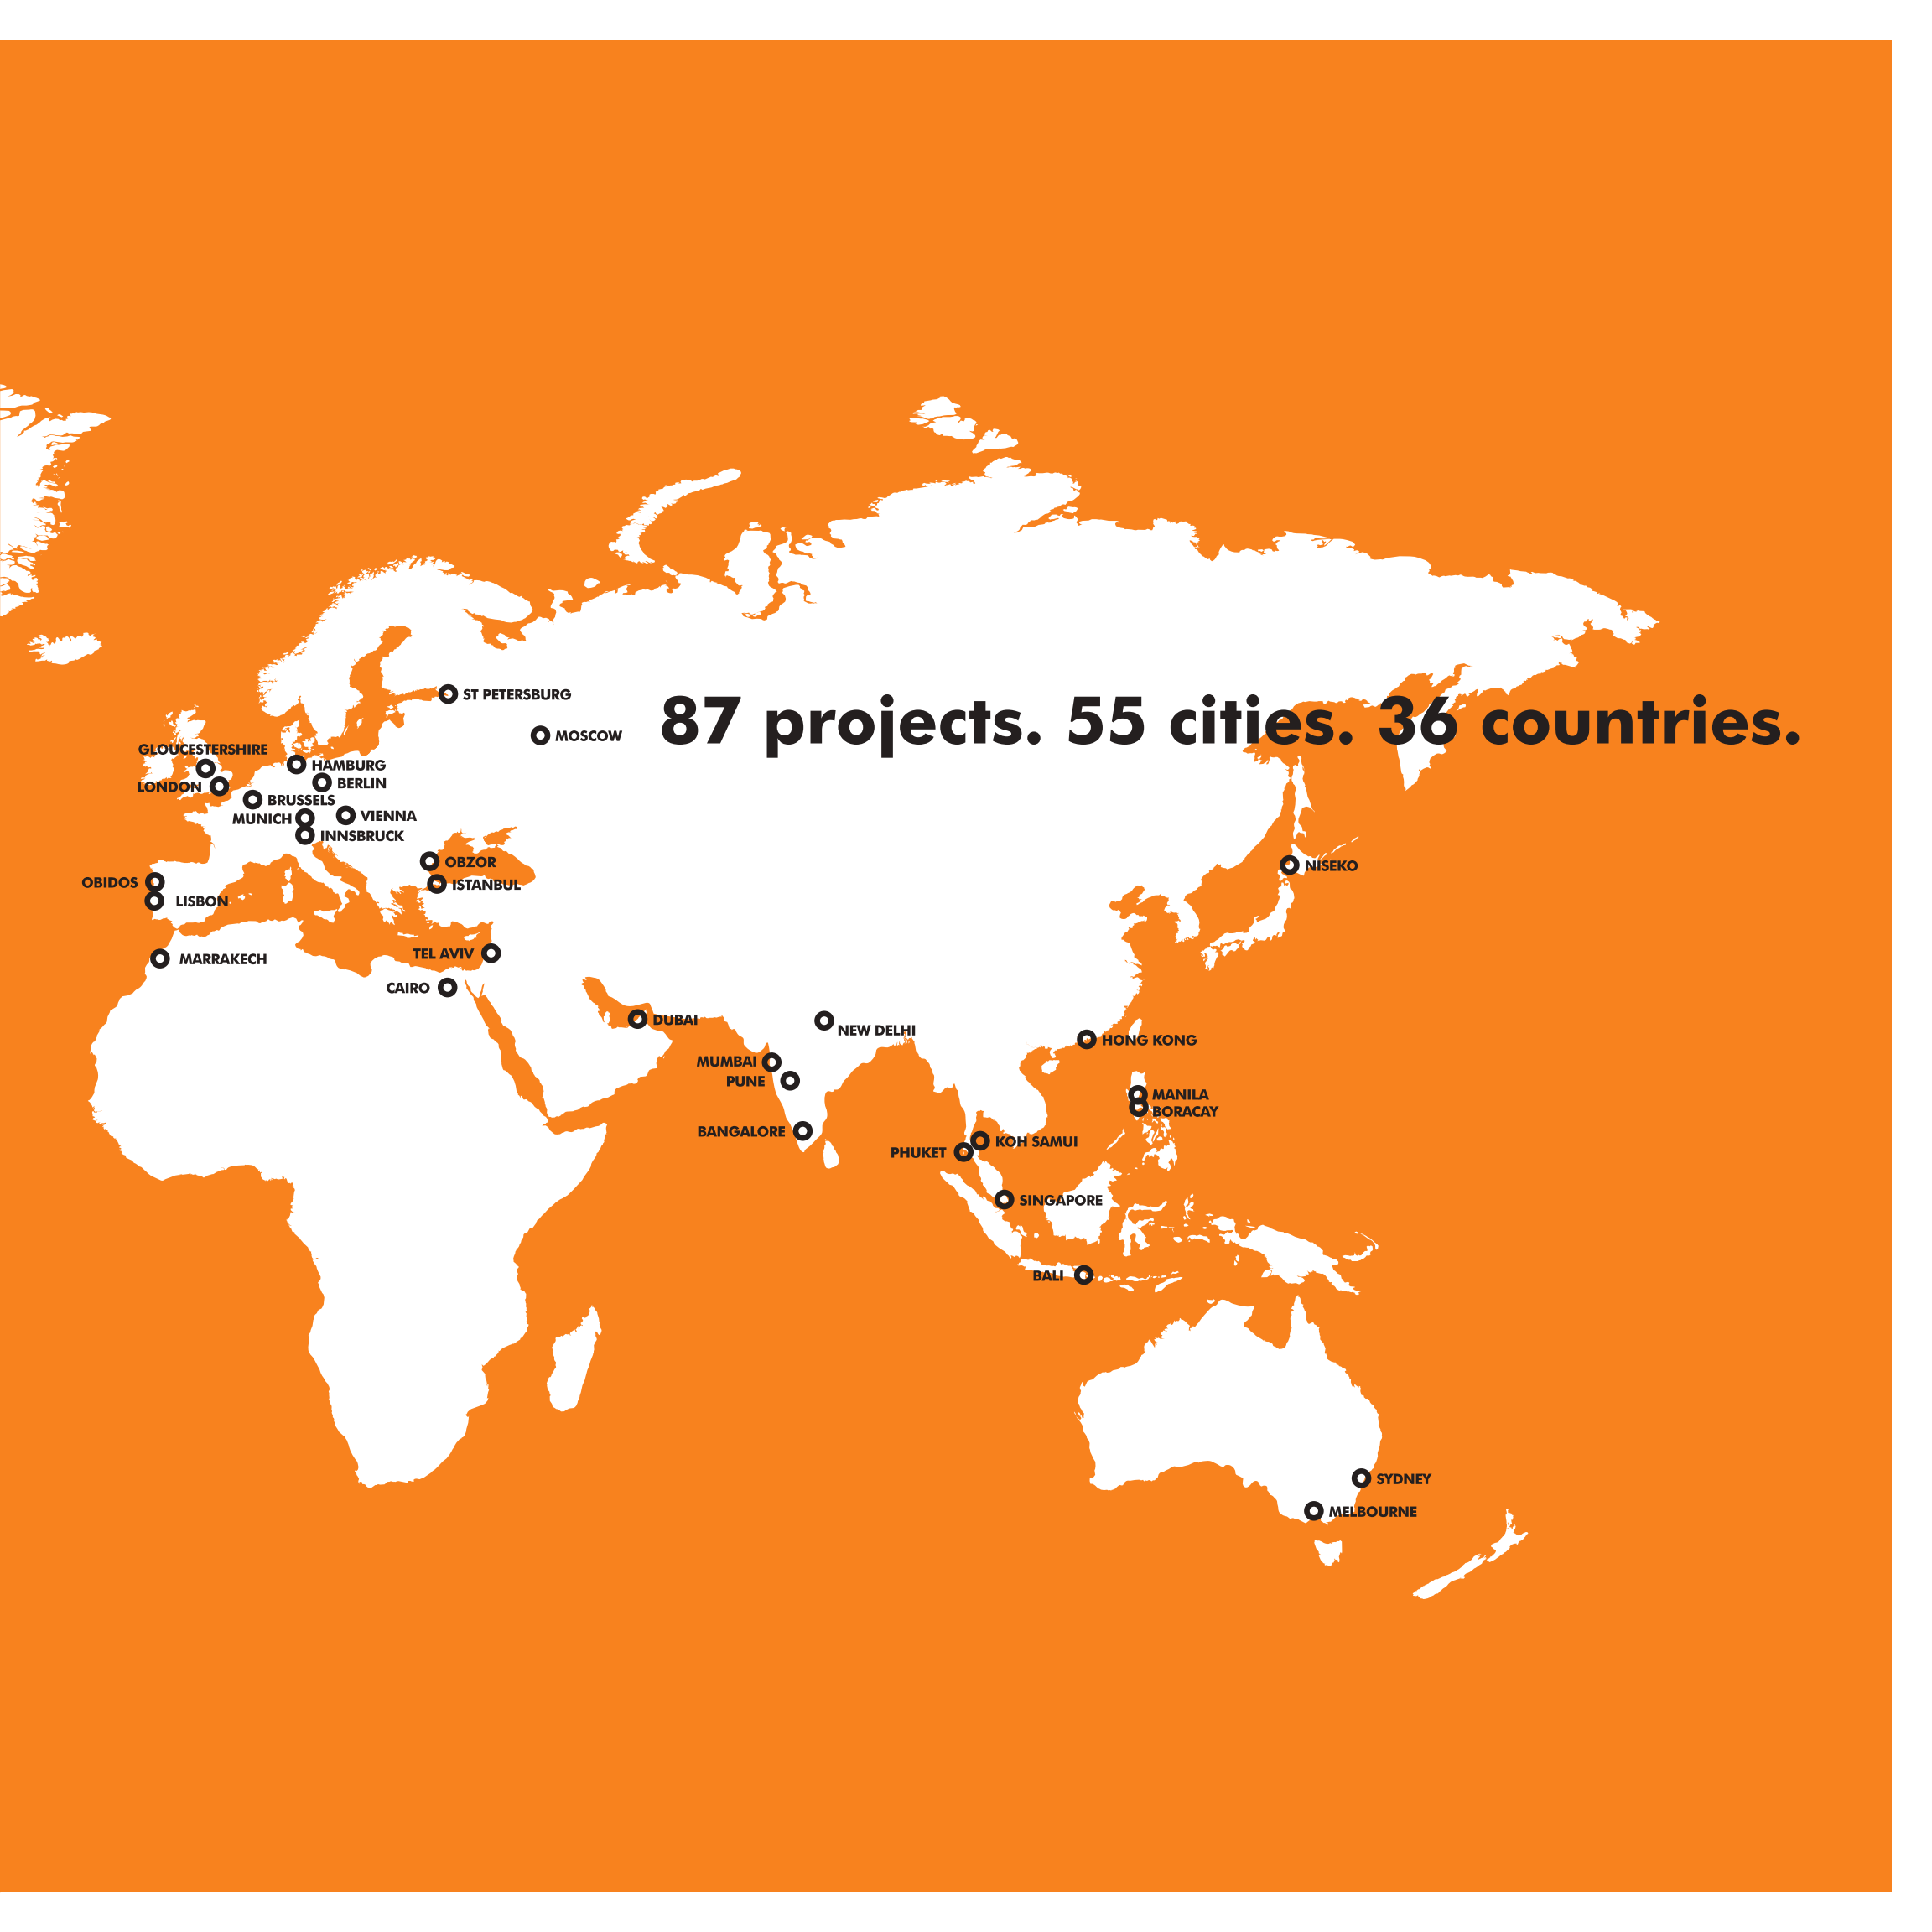 ST PETERSBURG
87 projects. 55 cities. 36 countries.
MOSCOW
GLOUCESTERSHIRE
HAMBURG
BERLIN
LONDON
BRUSSELS
VIENNA
MUNICH
INNSBRUCK
OBZOR
NISEKO
OBIDOS
ISTANBUL
LISBON
TEL AVIV
MARRAKECH
CAIRO
DUBAI
NEW DELHI
HONG KONG
MUMBAI
PUNE
MANILA
BORACAY
BANGALORE
KOH SAMUI
PHUKET
SINGAPORE
BALI
SYDNEY
MELBOURNE